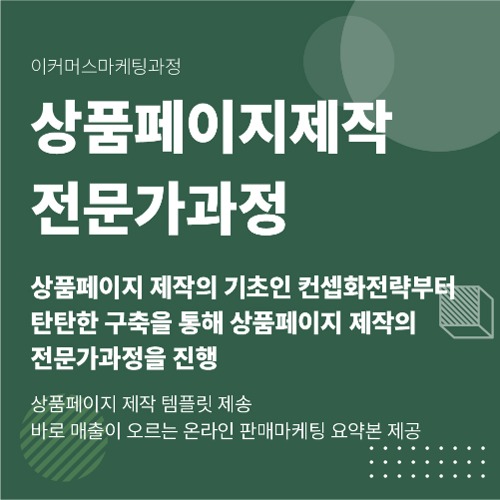 이커머스마케팅과정
상품페이지제작
전문가과정
상품페이지 제작의 기초인 컨셉화전략부터
탄탄한 구축을 통해 상품페이지 제작의
전문가과정을 진행
상품페이지 제작 템플릿 제송
바로 매출이 오르는 온라인 판매마케팅 요약본 제공